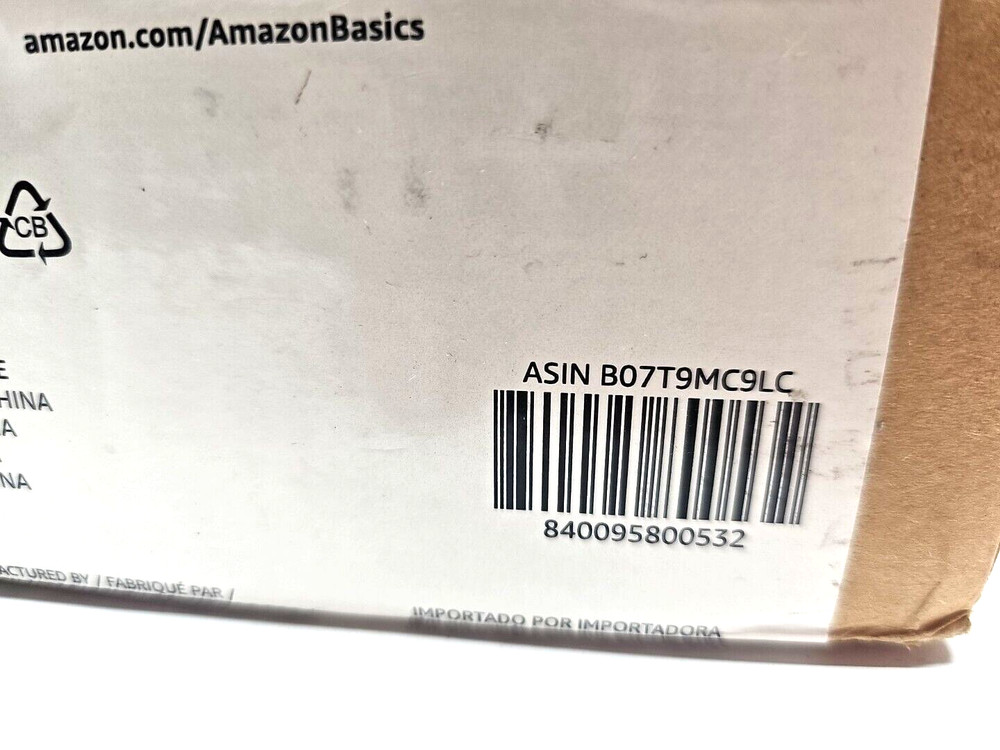 amazon.com/AmazonBasics
CB
E
HINA
A
NA
ASIN B07T9MC9LC
840095800532
ACTURED BY / FABRIQUÉ PAR /
IMPORTADO POR IMPORTADORA